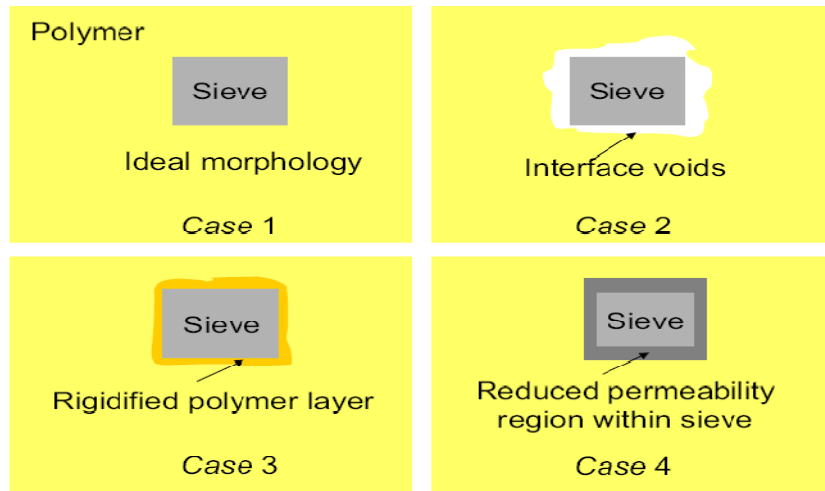 Polymer
Sieve
Ideal morphology
Case 1
Sieve
Interface voids
Case 2
Sieve
Rigidified polymer layer
Case 3
Sieve
Reduced permeability
region within sieve
Case 4